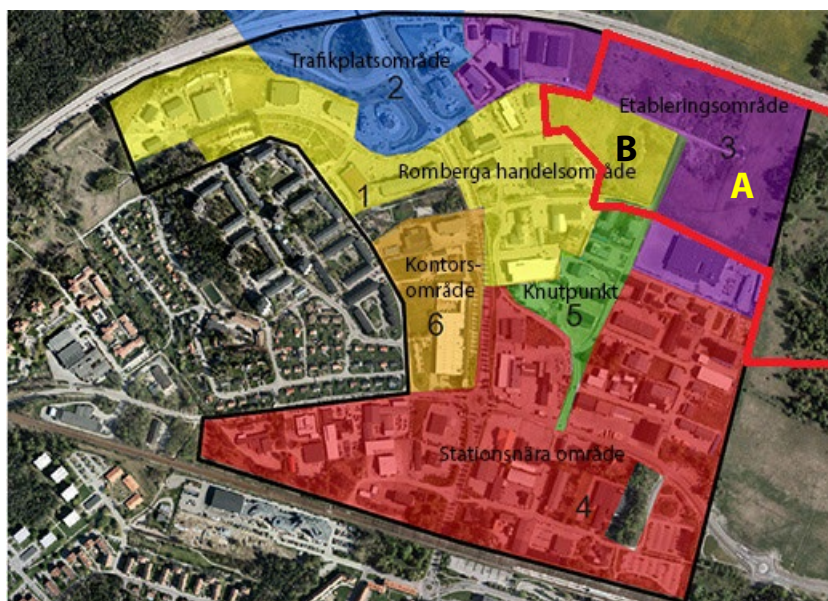 Trafikplatsområde
2
Etableringsområde
3
B
Romberga handelsområde
A
1
Kontors-
område
6
Knutpunkt
5
Stationsnära område
4